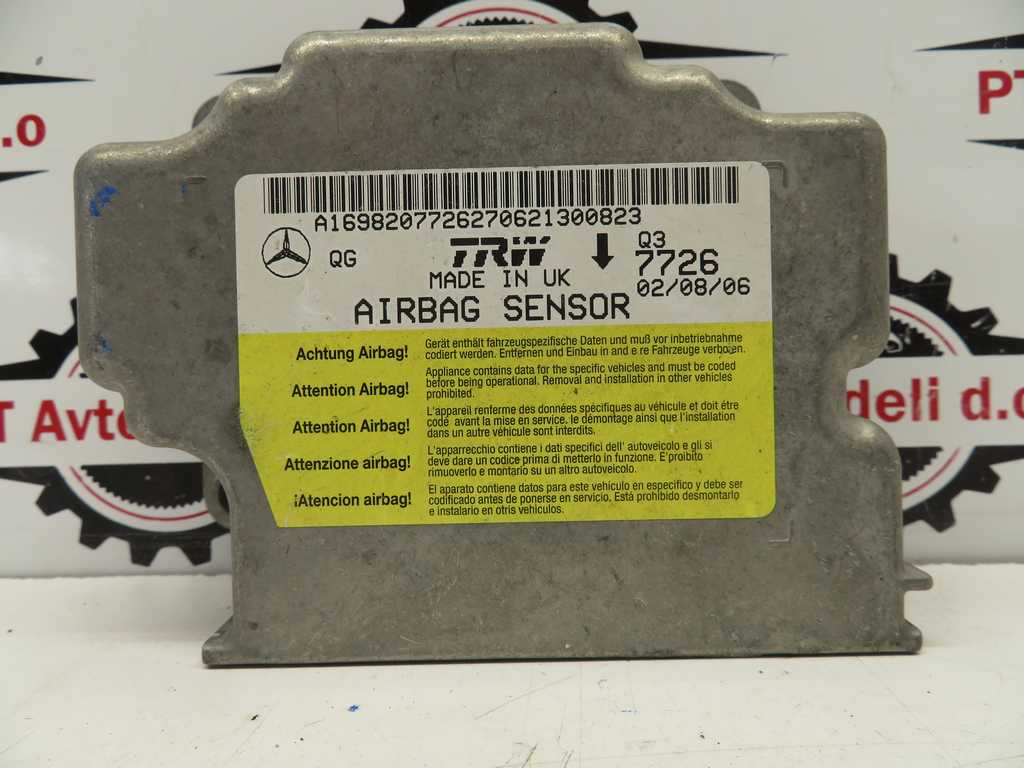 .o
PT
A1698207726270621300823
QG
TRW
Q3
7726
MADE IN UK
02/08/06
AIRBAG SENSOR
Achtung Airbag!
Gerät enthält fahrzeugspezifische Daten und muß vor inbetriebnahme
codiert werden. Entfernen und Einbau in and e re Fahrzeuge verboten.
Attention Airbag!
Appliance contains data for the specific vehicles and must be coded
before being operational. Removal and installation in other vehicles
prohibited.
Attention Airbag!
L'appareil renferme des données spécifiques au véhicule et doit étre
codé avant la mise en service. le démontage ainsi que l'installation
dans un autre véhicule sont interdits.
Attenzione airbag!
L'apparrecchio contiene i dati specifici dell' autoveicolo e gli si
deve dare un codice prima di metterlo in funzione. E'proibito
rimuoverlo e montario su un altro autoveicolo.
¡Atencion airbag!
El aparato contiene datos para este vehiculo en especifico y debe ser
codificado antes de ponerse en servicio. Está prohibido desmontarlo
e instalario en otris vehiculos.
T Avto
deli d.o